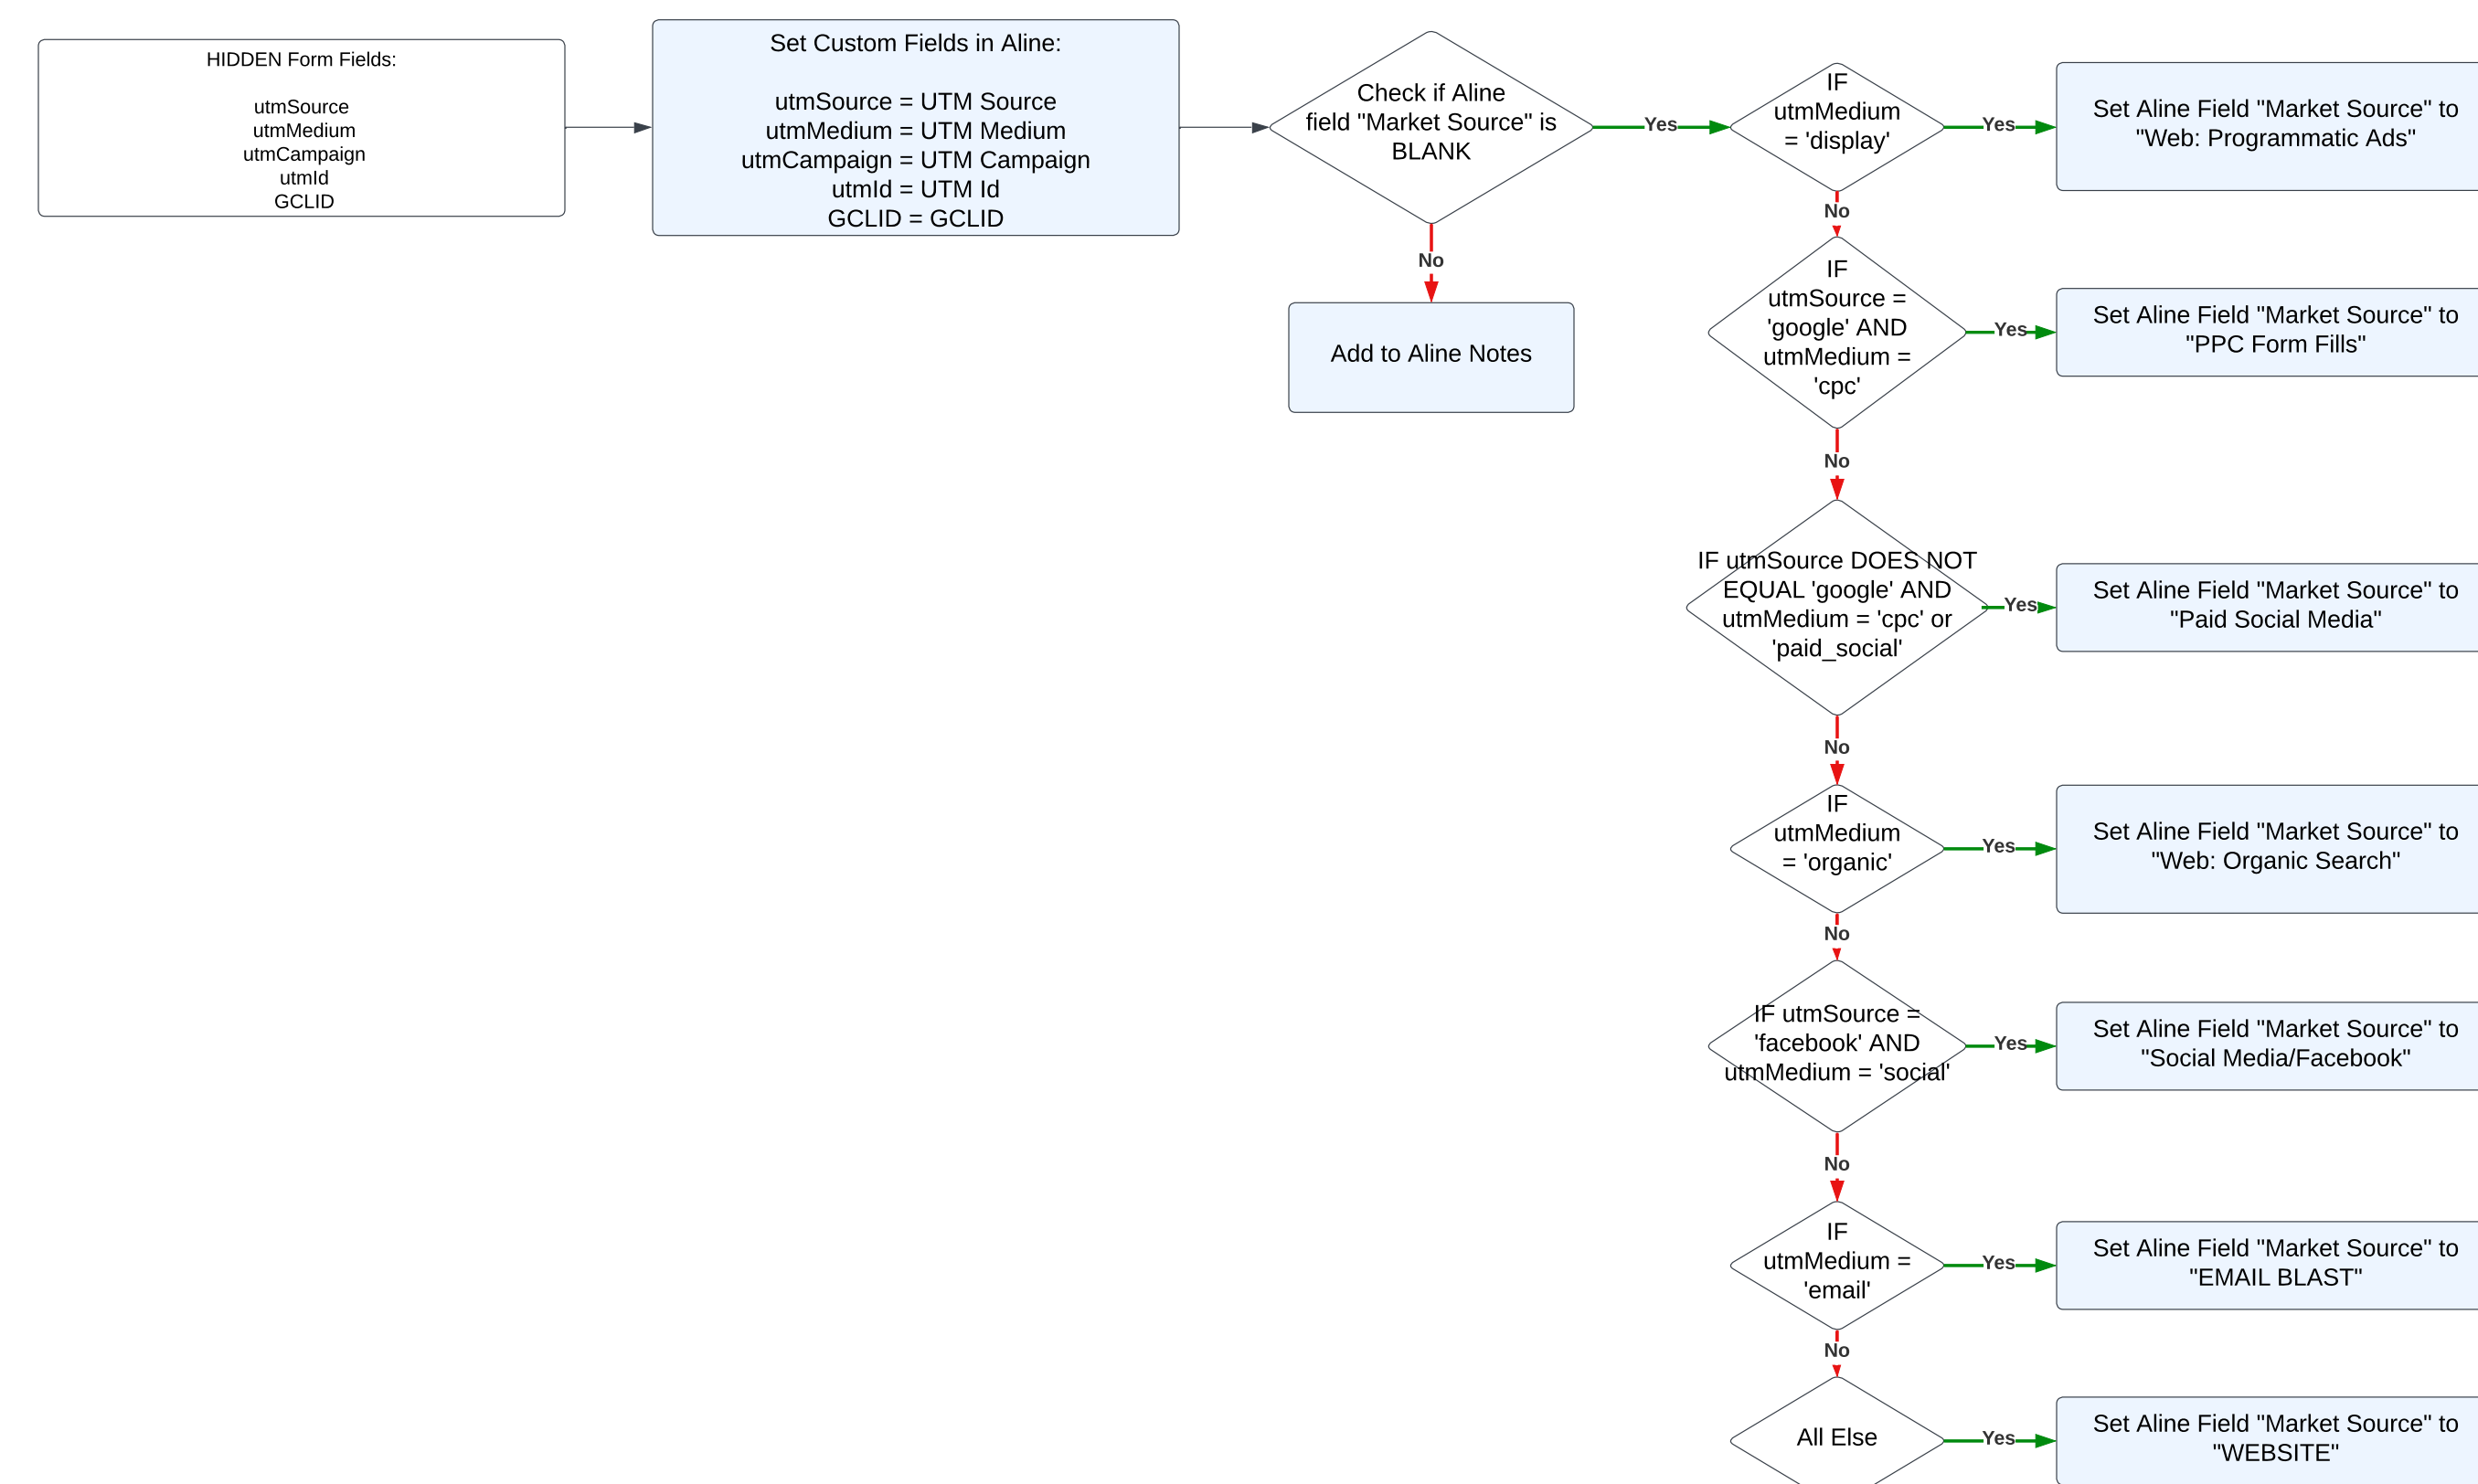 HIDDEN Form Fields:
utmSource
utmMedium
utmCampaign
utmId
GCLID
Set Custom Fields in Aline:
utmSource = UTM Source
utmMedium = UTM Medium
utmCampaign = UTM Campaign
utmId = UTM Id
GCLID = GCLID
Check if Aline
field "Market Source" is
BLANK
Yes
No
Add to Aline Notes
IF
utmMedium
= 'display'
Yes
Set Aline Field "Market Source" to
"Web: Programmatic Ads"
No
IF
utmSource =
'google' AND
utmMedium =
'cpc'
Yes
Set Aline Field "Market Source" to
"PPC Form Fills"
No
IF utmSource DOES NOT
EQUAL 'google' AND
utmMedium = 'cpc' or
'paid_social'
Yes
Set Aline Field "Market Source" to
"Paid Social Media"
No
IF
utmMedium
= 'organic'
Yes
Set Aline Field "Market Source" to
"Web: Organic Search"
No
IF utmSource =
'facebook' AND
utmMedium = 'social'
Yes
Set Aline Field "Market Source" to
"Social Media/Facebook"
No
IF
utmMedium =
'email'
Yes
Set Aline Field "Market Source" to
"EMAIL BLAST"
No
All Else
Yes
Set Aline Field "Market Source" to
"WEBSITE"